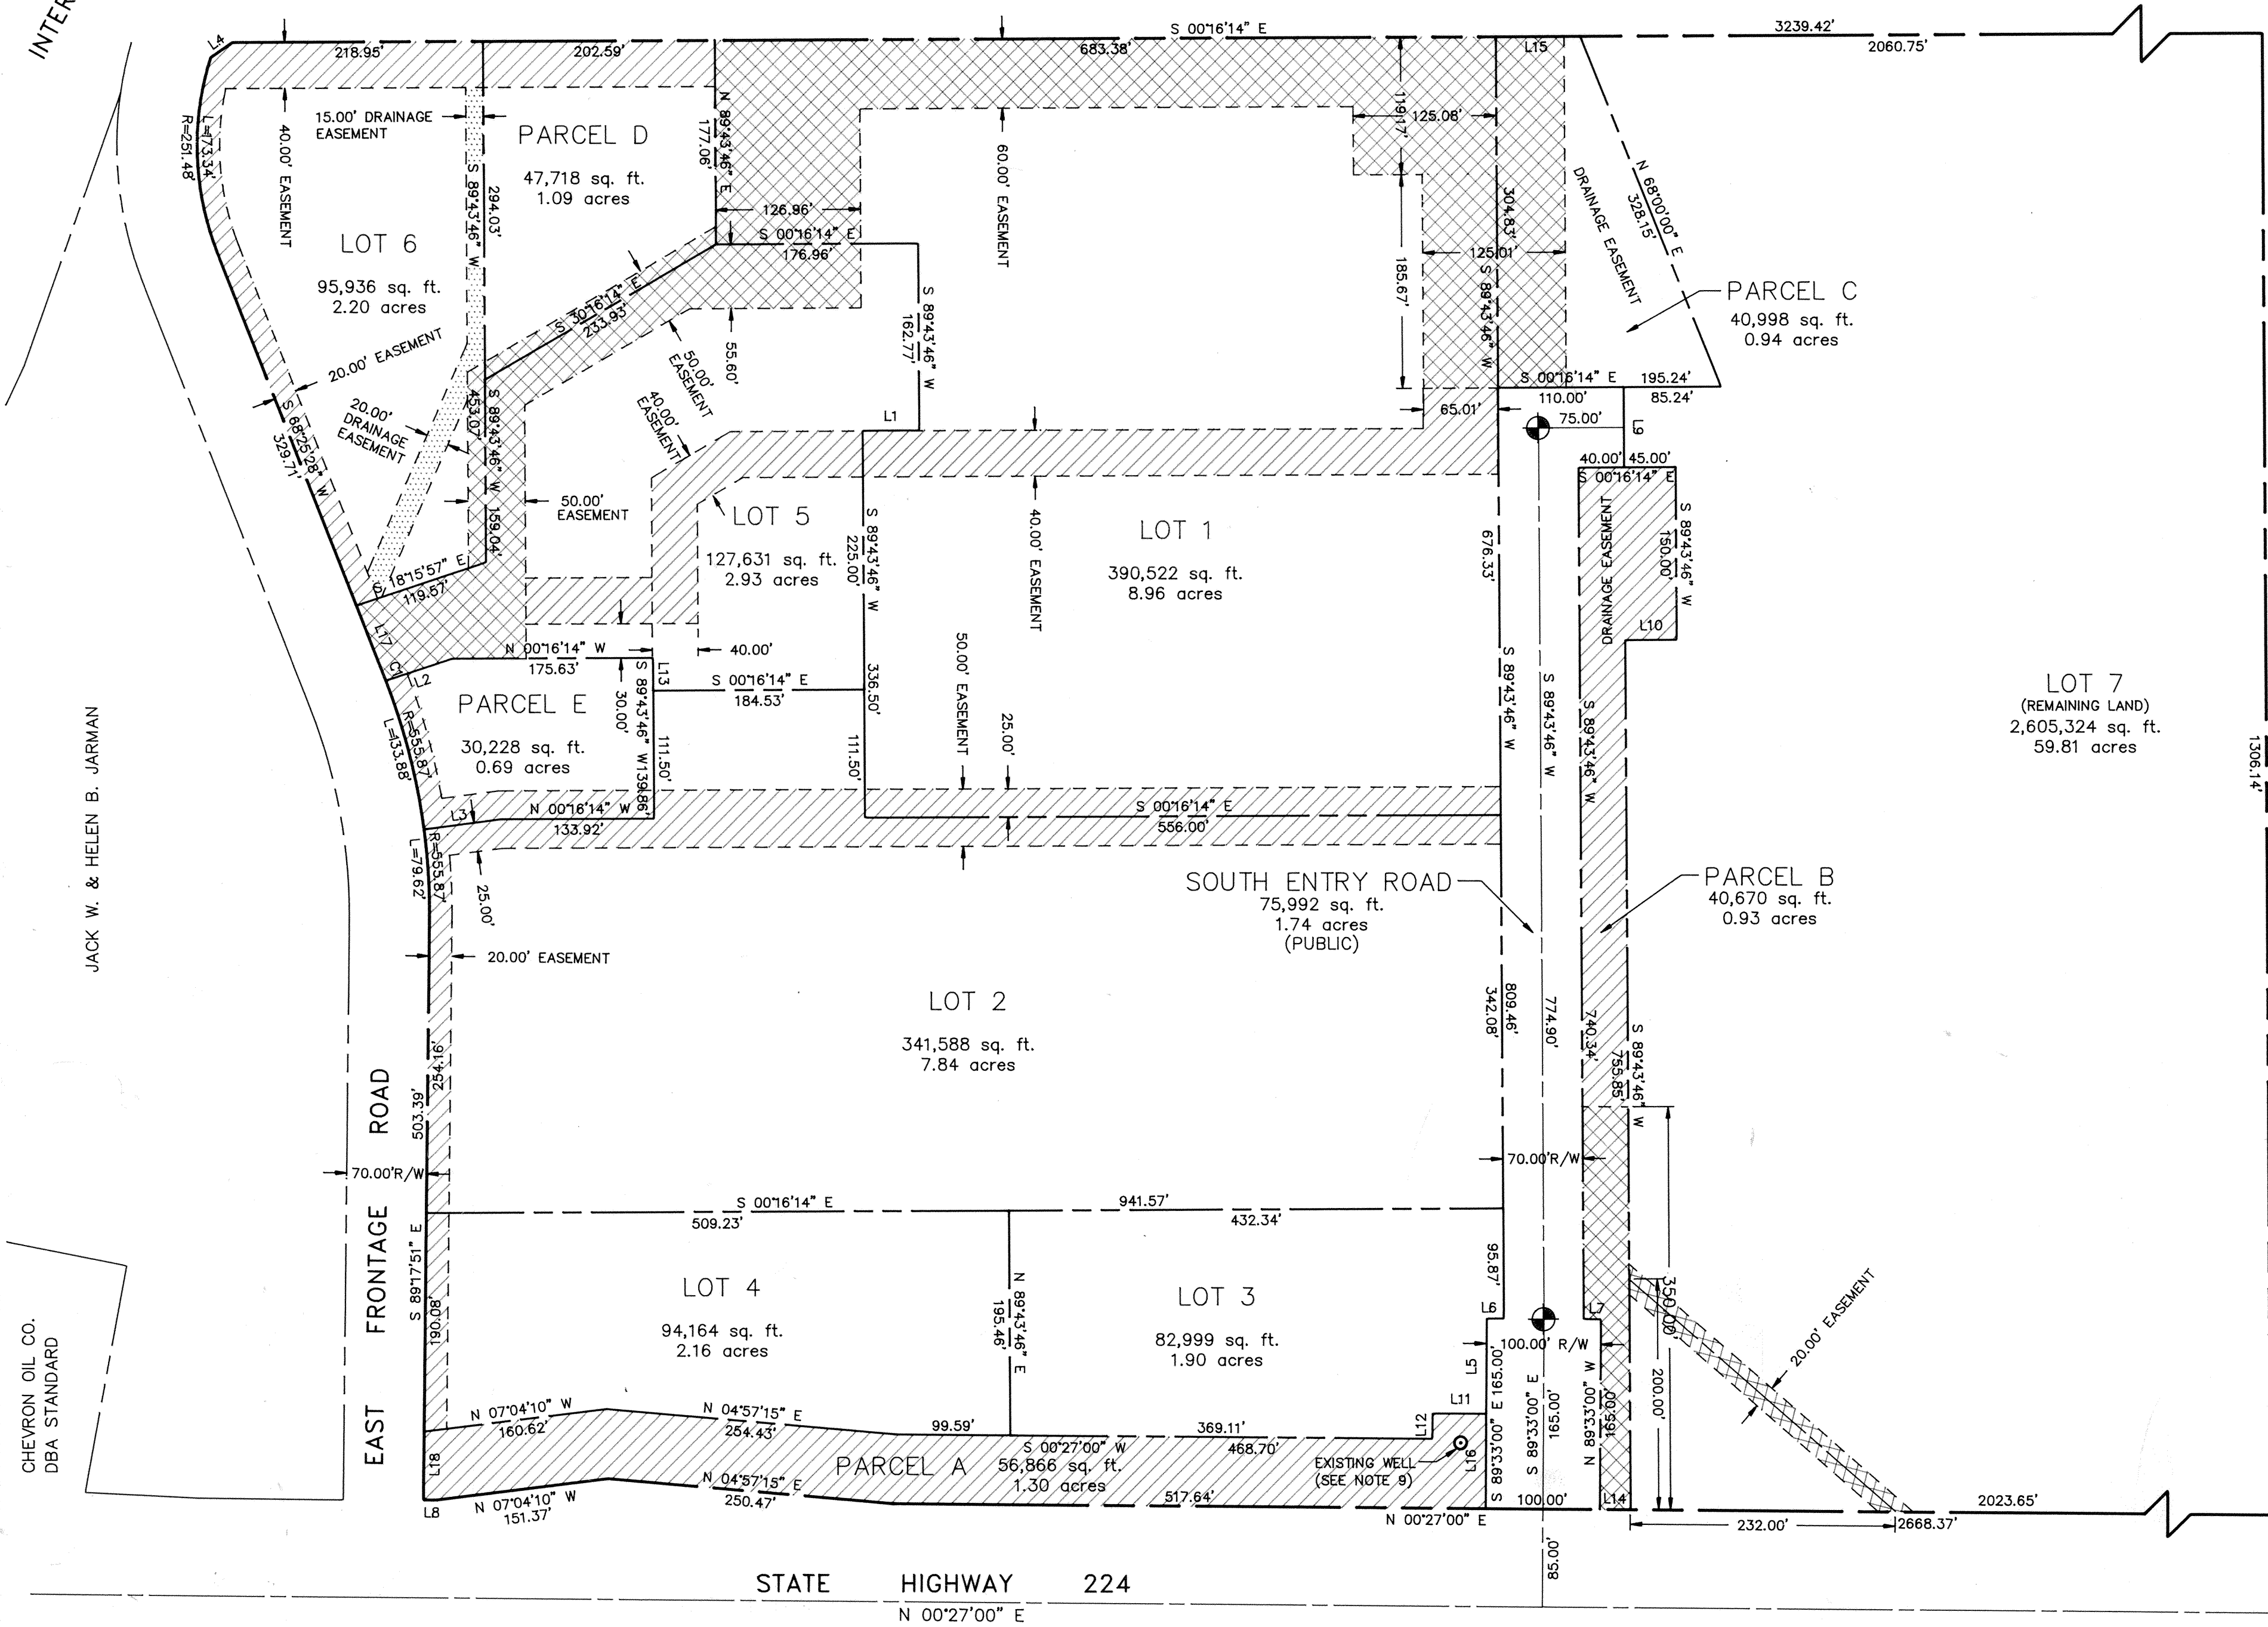 INTER
L4
218.95'
202.59'
S 00°16'14" E
683.38'
L15
3239.42'
2060.75'
R=251.48'
L=173.34'
40.00' EASEMENT
15.00' DRAINAGE
EASEMENT
PARCEL D
47,718 sq. ft.
1.09 acres
S 89°43'46" W
294.03'
N 89°43'46" E
177.06'
126.96'
S 00°16'14" E
176.96'
60.00' EASEMENT
119.17'
125.08'
304.83'
S 89°43'46" W
125.01'
185.67'
DRAINAGE EASEMENT
N 68°00'00" E
328.15'
PARCEL C
40,998 sq. ft.
0.94 acres
LOT 6
95,936 sq. ft.
2.20 acres
20.00' EASEMENT
S 30°16'14" E
233.93'
S 89°43'46" W
162.77'
55.60'
50.00'
EASEMENT
40.00'
EASEMENT
L1
65.01'
S 00°16'14" E
195.24'
110.00'
85.24'
75.00'
L9
40.00'
45.00'
S 00°16'14" E
S 68°25'28" W
329.71'
20.00'
DRAINAGE
EASEMENT
453.07'
S 89°43'46" W
159.04'
50.00'
EASEMENT
LOT 5
127,631 sq. ft.
2.93 acres
S 89°43'46" W
225.00'
LOT 1
390,522 sq. ft.
8.96 acres
40.00' EASEMENT
676.33'
DRAINAGE EASEMENT
S 89°43'46" W
150.00'
L10
S 18°15'57" E
119.57'
L17
C1
L2
N 00°16'14" W
175.63'
40.00'
L13
S 00°16'14" E
184.53'
336.50'
PARCEL E
30,228 sq. ft.
0.69 acres
30.00'
S 89°43'46" W
139.86'
111.50'
111.50'
50.00' EASEMENT
25.00'
S 89°43'46" W
S 89°43'46" W
S 89°43'46" W
LOT 7
(REMAINING LAND)
2,605,324 sq. ft.
59.81 acres
1306.14'
JACK W. & HELEN B. JARMAN
R=555.87'
L=133.88'
L3
N 00°16'14" W
133.92'
S 00°16'14" E
556.00'
R=555.87'
L=79.62'
25.00'
20.00' EASEMENT
SOUTH ENTRY ROAD
75,992 sq. ft.
1.74 acres
(PUBLIC)
PARCEL B
40,670 sq. ft.
0.93 acres
LOT 2
341,588 sq. ft.
7.84 acres
809.46'
342.08'
774.90'
740.34'
S 89°43'46" W
755.85'
254.16'
503.39'
70.00'R/W
70.00'R/W
S 00°16'14" E
941.57'
509.23'
432.34'
S 89°17'51" E
190.08'
EAST FRONTAGE ROAD
LOT 4
94,164 sq. ft.
2.16 acres
N 89°43'46" E
195.46'
LOT 3
82,999 sq. ft.
1.90 acres
95.87'
L6
L7
100.00' R/W
L5
S 89°33'00" E 165.00'
S 89°33'00" E
165.00'
N 89°33'00" W
165.00'
350.00'
200.00'
20.00' EASEMENT
CHEVRON OIL CO.
DBA STANDARD
N 07°04'10" W
160.62'
N 04°57'15" E
254.43'
99.59'
369.11'
L11
L12
L16
S 00°27'00" W
468.70'
PARCEL A
56,866 sq. ft.
1.30 acres
EXISTING WELL
(SEE NOTE 9)
L18
L8
N 07°04'10" W
151.37'
N 04°57'15" E
250.47'
517.64'
N 00°27'00" E
100.00'
L14
232.00'
2668.37'
2023.65'
85.00'
STATE HIGHWAY 224
N 00°27'00" E